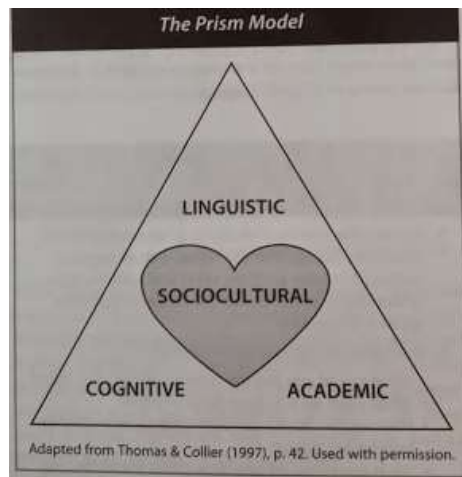 The Prism Model
LINGUISTIC
SOCIOCULTURAL
COGNITIVE ACADEMIC
Adapted from Thomas & Collier (1997), p. 42. Used with permission.